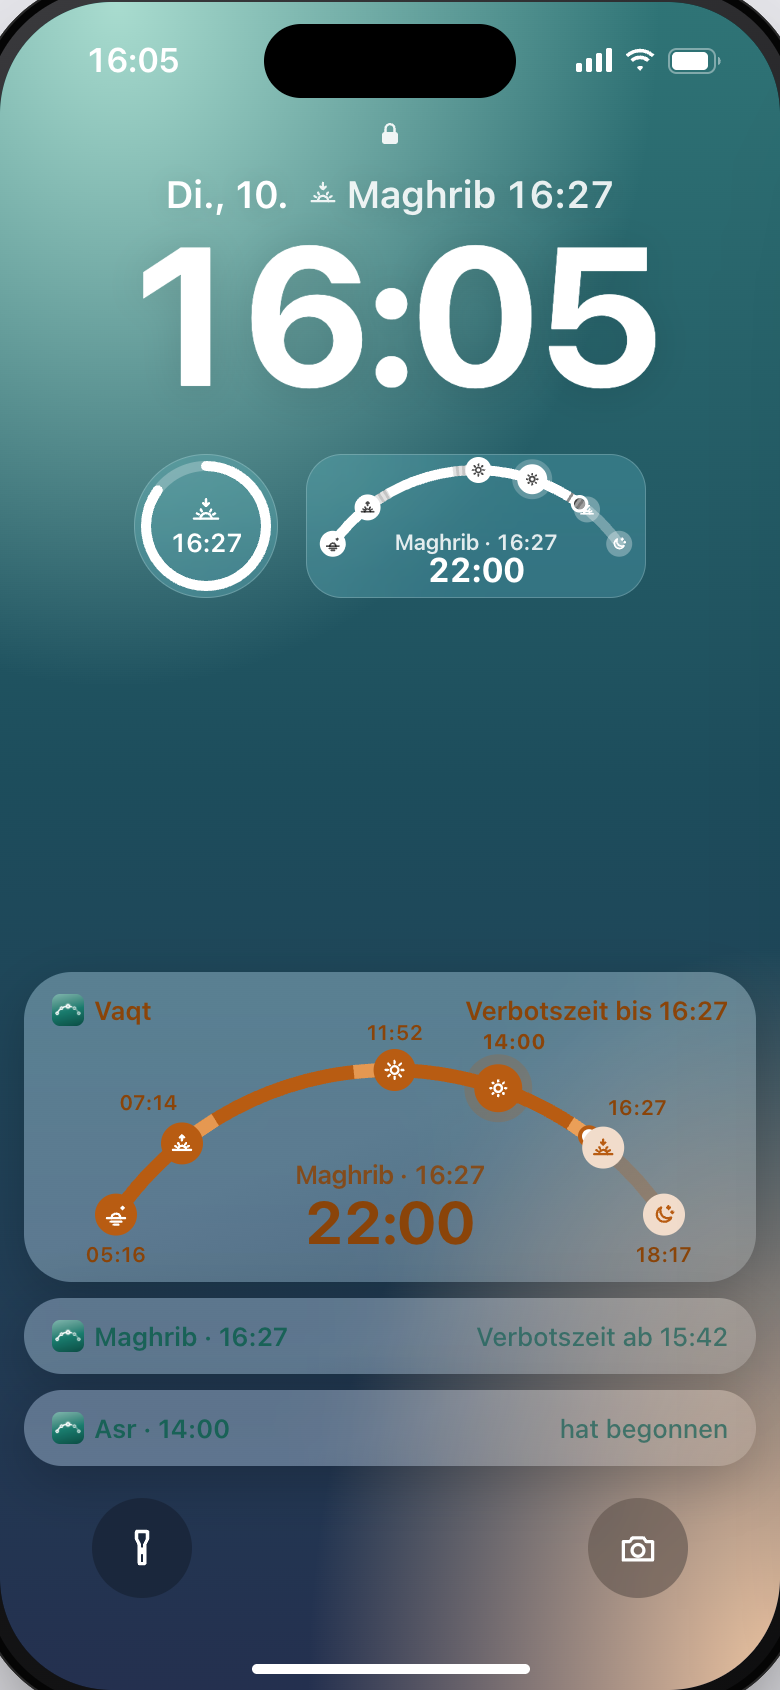 16:05
Di., 10. Maghrib 16:27
16:05
16:27
Maghrib · 16:27
22:00
Vaqt
Verbotszeit bis 16:27
11:52
14:00
07:14
16:27
Maghrib · 16:27
22:00
05:16
18:17
Maghrib · 16:27
Verbotszeit ab 15:42
Asr · 14:00
hat begonnen